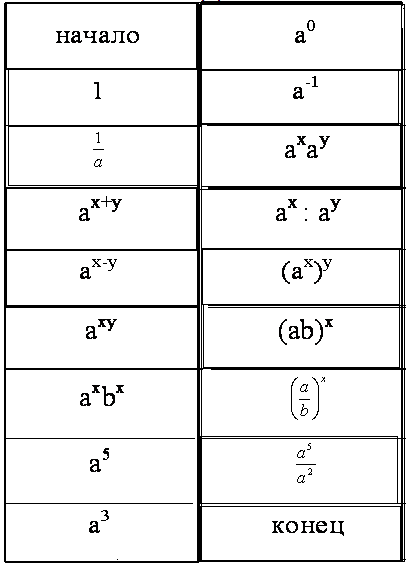 начало a⁰
1 a⁻¹
1/a aˣaʸ
aˣ⁺ʸ aˣ : aʸ
aˣ⁻ʸ (aˣ)ʸ
aˣʸ (ab)ˣ
aˣbˣ (a/b)ˣ
a⁵ a⁵/a²
a³ конец